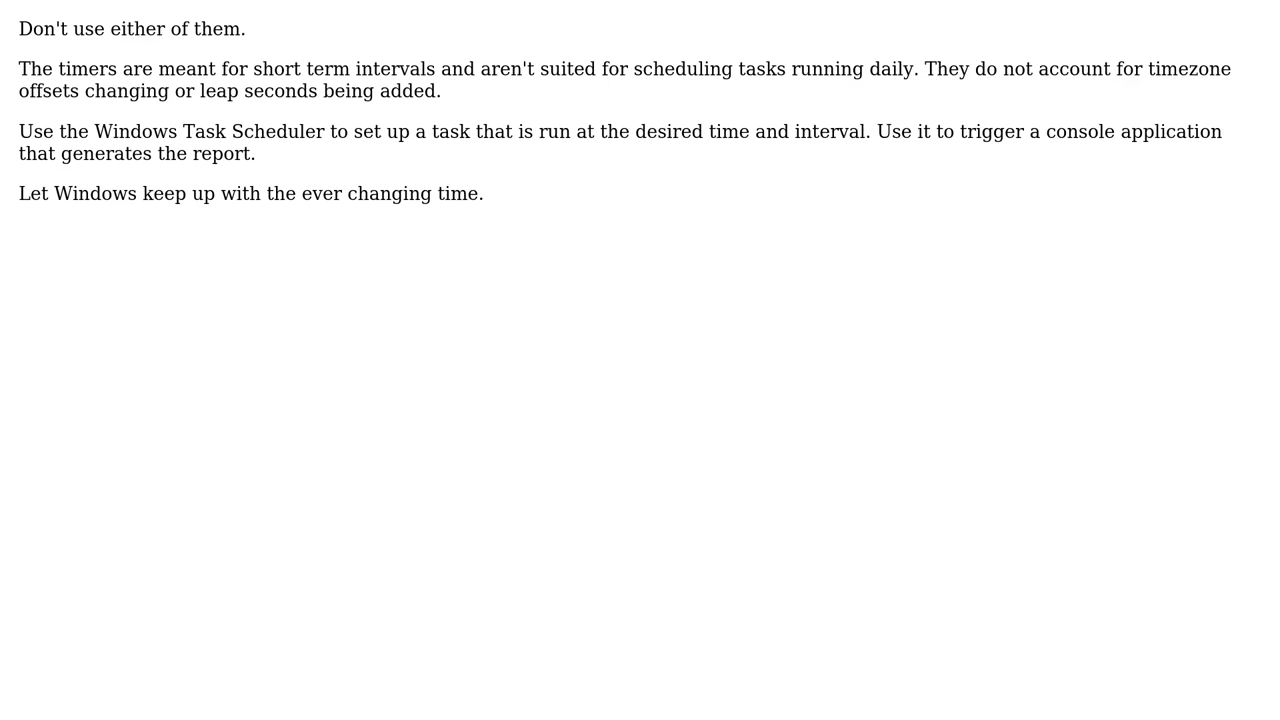 Don't use either of them.
The timers are meant for short term intervals and aren't suited for scheduling tasks running daily. They do not account for timezone
offsets changing or leap seconds being added.
Use the Windows Task Scheduler to set up a task that is run at the desired time and interval. Use it to trigger a console application
that generates the report.
Let Windows keep up with the ever changing time.